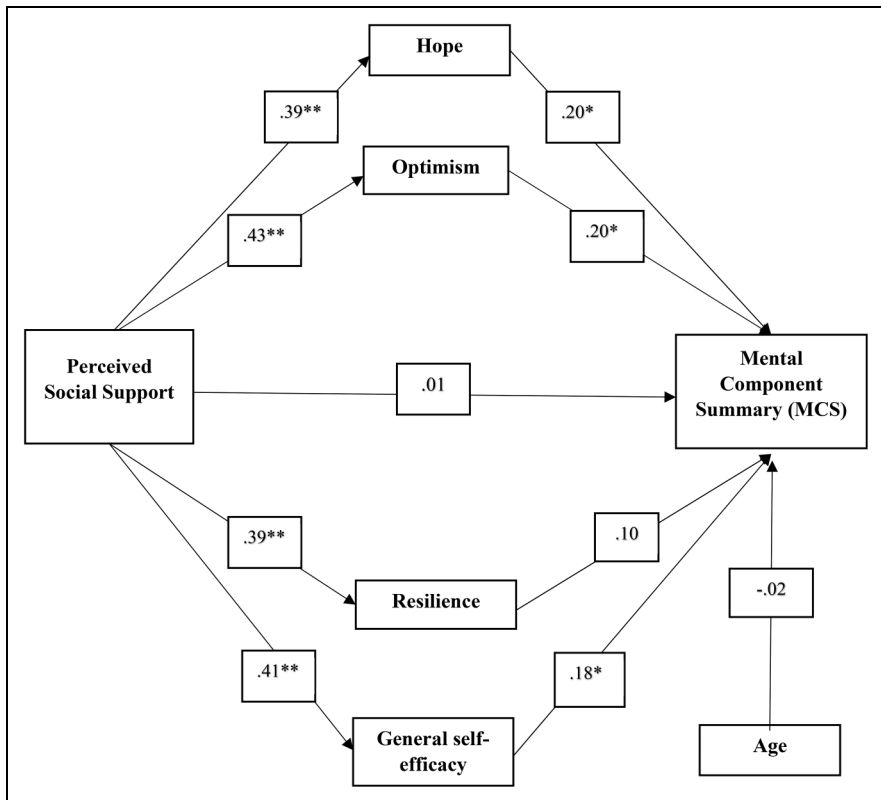 Hope
.39**
.20*
Optimism
.43**
.20*
Perceived
Social Support
.01
Mental
Component
Summary (MCS)
.39**
.10
Resilience
-.02
.41**
.18*
General self-
efficacy
Age